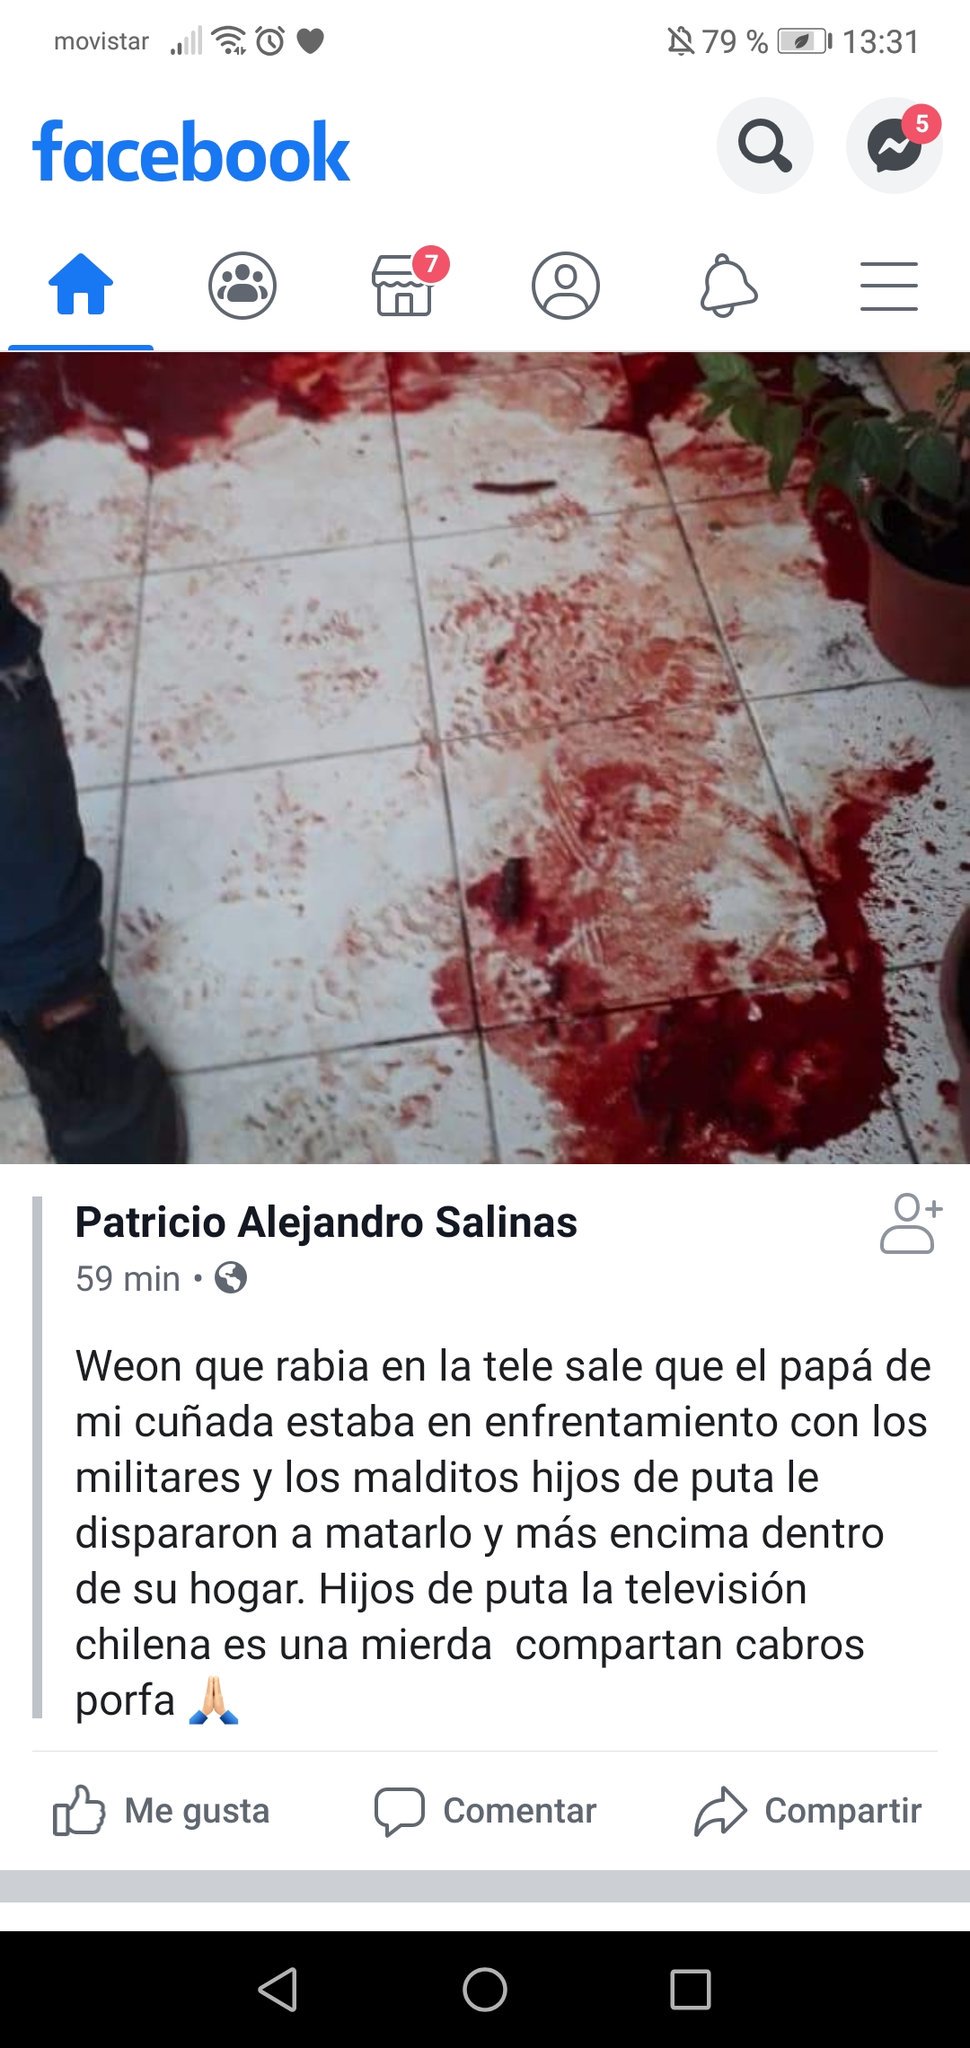 movistar 79 % 13:31
facebook 5
7
Patricio Alejandro Salinas
59 min •
Weon que rabia en la tele sale que el papá de
mi cuñada estaba en enfrentamiento con los
militares y los malditos hijos de puta le
dispararon a matarlo y más encima dentro
de su hogar. Hijos de puta la televisión
chilena es una mierda  compartan cabros
porfa 🙏🏻
Me gusta Comentar Compartir